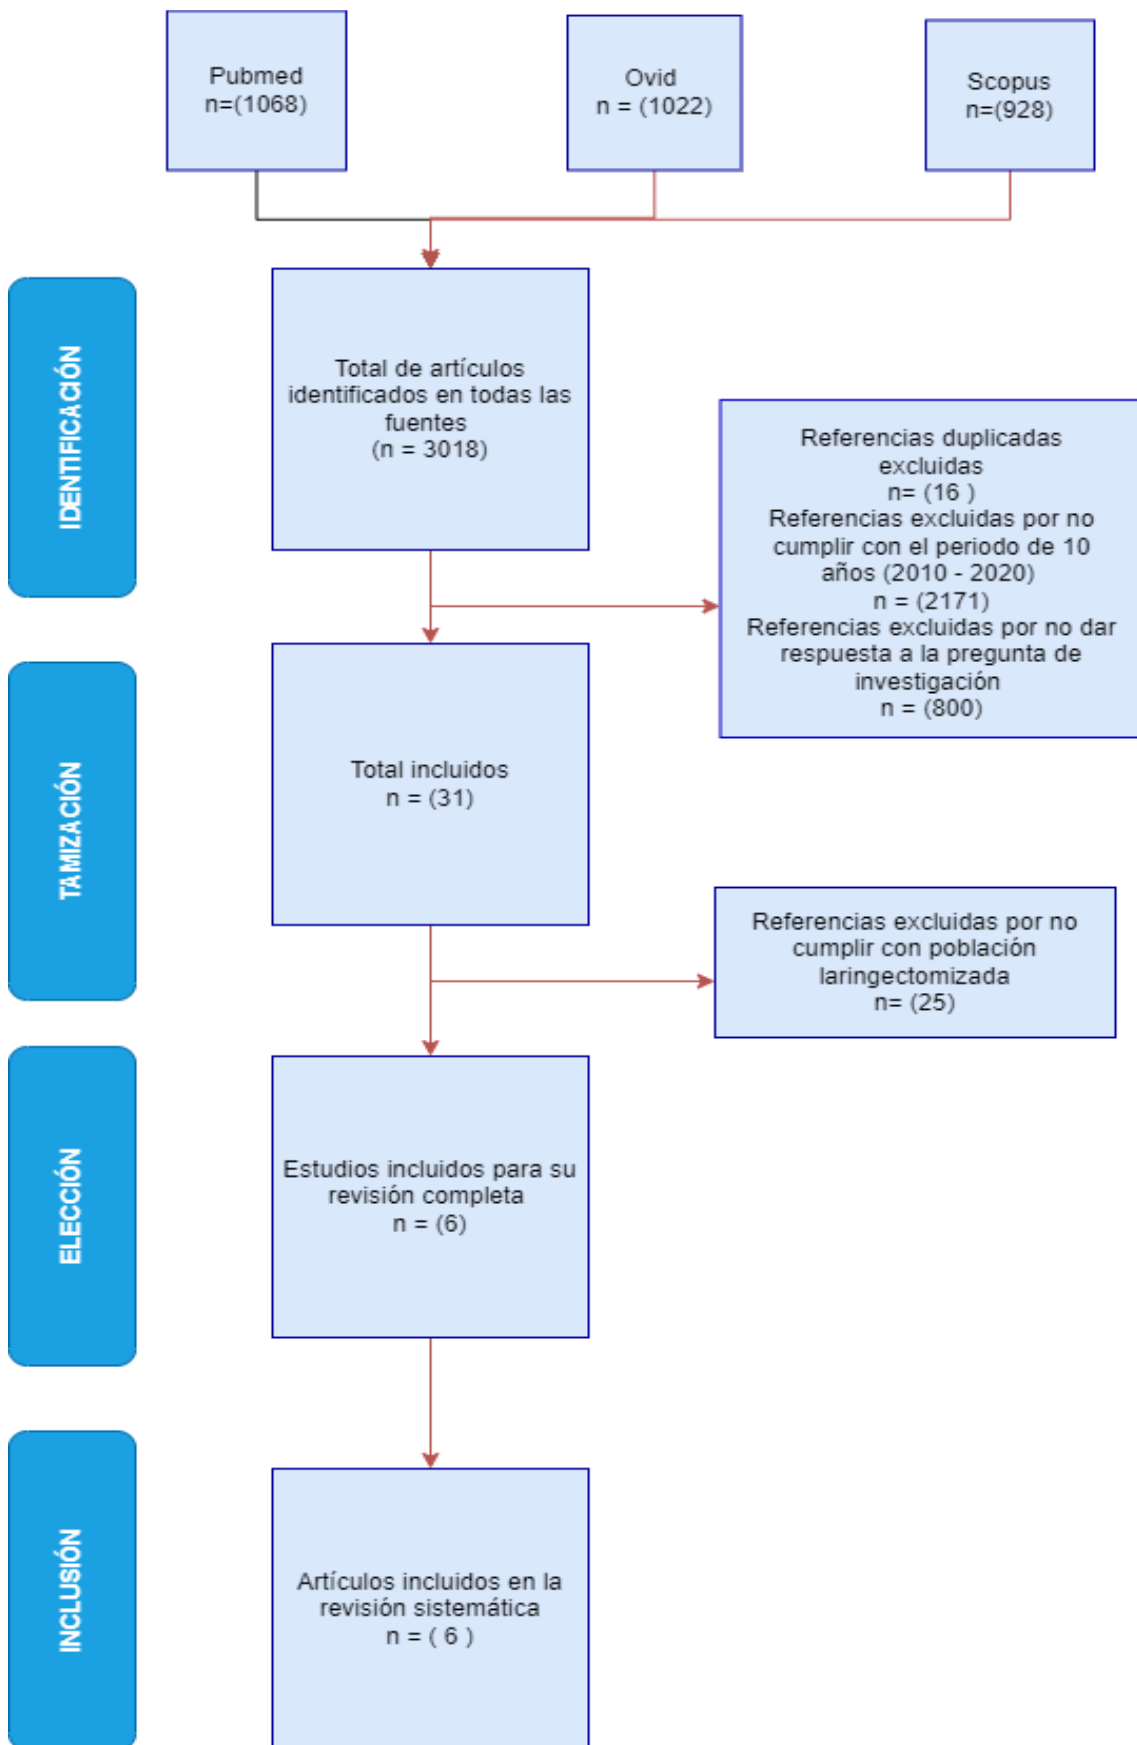 Pubmed
n=(1068)
Ovid
n = (1022)
Scopus
n=(928)
IDENTIFICACIÓN
Total de artículos
identificados en todas las
fuentes
(n = 3018)
Referencias duplicadas
excluidas
n= (16 )
Referencias excluidas por no
cumplir con el periodo de 10
años (2010 - 2020)
n = (2171)
Referencias excluidas por no dar
respuesta a la pregunta de
investigación
n = (800)
TAMIZACIÓN
Total incluidos
n = (31)
Referencias excluidas por no
cumplir con población
laringectomizada
n= (25)
ELECCIÓN
Estudios incluidos para su
revisión completa
n = (6)
INCLUSIÓN
Artículos incluidos en la
revisión sistemática
n = ( 6 )